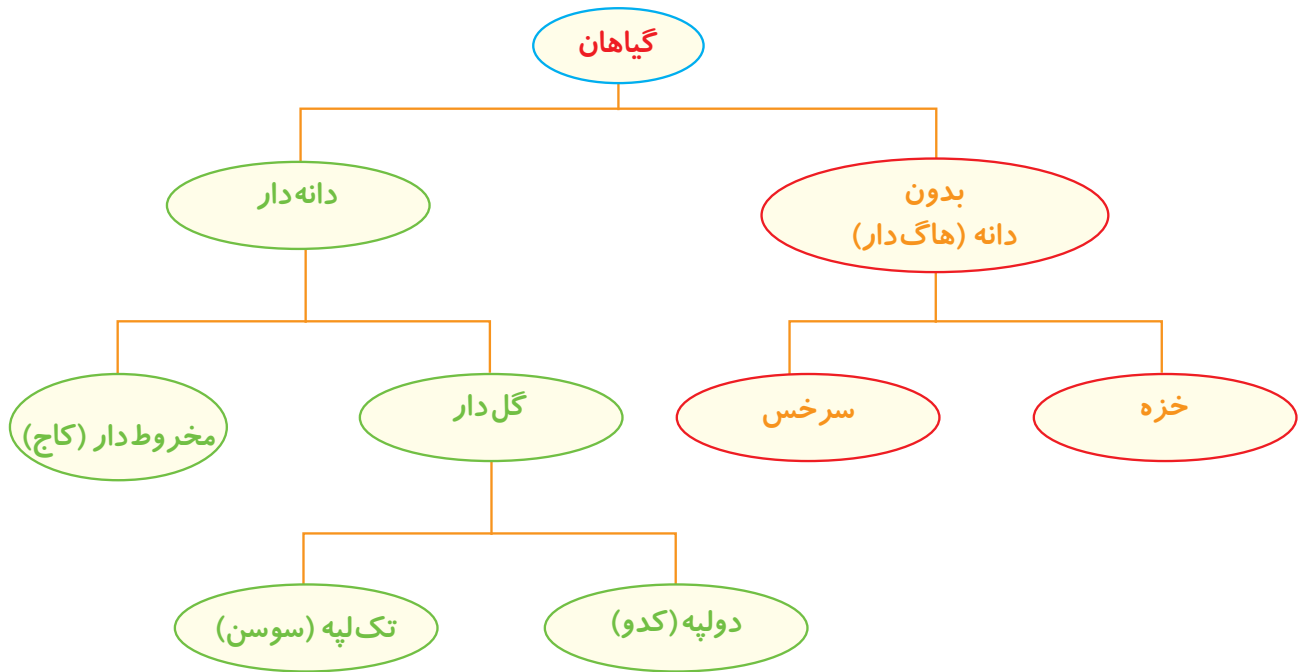 گیاهان
بدون
دانه (هاگ‌دار)
دانه‌دار
خزه
سرخس
گل‌دار
مخروط‌دار (کاج)
دولپه (کدو)
تک‌لپه (سوسن)